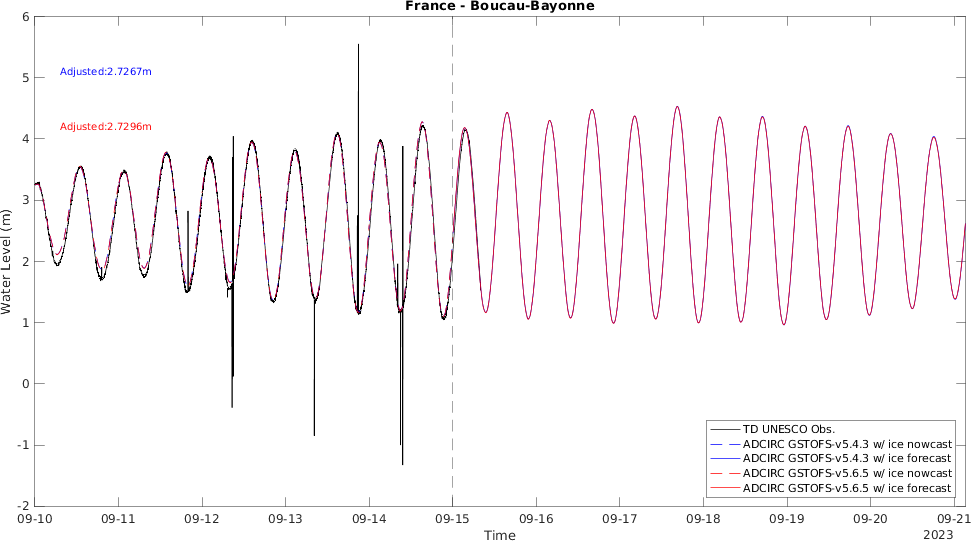 France - Boucau-Bayonne
6
5
4
3
2
1
0
-1
-2
Water Level (m)
Adjusted:2.7267m
Adjusted:2.7296m
TD UNESCO Obs.
ADCIRC GSTOFS-v5.4.3 w/ ice nowcast
ADCIRC GSTOFS-v5.4.3 w/ ice forecast
ADCIRC GSTOFS-v5.6.5 w/ ice nowcast
ADCIRC GSTOFS-v5.6.5 w/ ice forecast
09-10 09-11 09-12 09-13 09-14 09-15 09-16 09-17 09-18 09-19 09-20 09-21
Time
2023